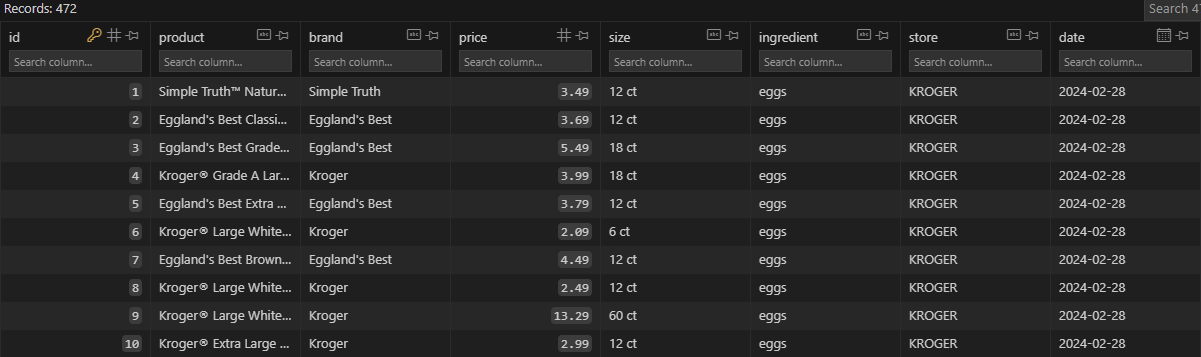 Records: 472
Search 47
id product brand price size ingredient store date
Search column... Search column... Search column... Search column... Search column... Search column... Search column... Search column...
1 Simple Truth™ Natur... Simple Truth 3.49 12 ct eggs KROGER 2024-02-28
2 Eggland's Best Classi... Eggland's Best 3.69 12 ct eggs KROGER 2024-02-28
3 Eggland's Best Grade... Eggland's Best 5.49 18 ct eggs KROGER 2024-02-28
4 Kroger® Grade A Lar... Kroger 3.99 18 ct eggs KROGER 2024-02-28
5 Eggland's Best Extra ... Eggland's Best 3.79 12 ct eggs KROGER 2024-02-28
6 Kroger® Large White... Kroger 2.09 6 ct eggs KROGER 2024-02-28
7 Eggland's Best Brown... Eggland's Best 4.49 12 ct eggs KROGER 2024-02-28
8 Kroger® Large White... Kroger 2.49 12 ct eggs KROGER 2024-02-28
9 Kroger® Large White... Kroger 13.29 60 ct eggs KROGER 2024-02-28
10 Kroger® Extra Large ... Kroger 2.99 12 ct eggs KROGER 2024-02-28